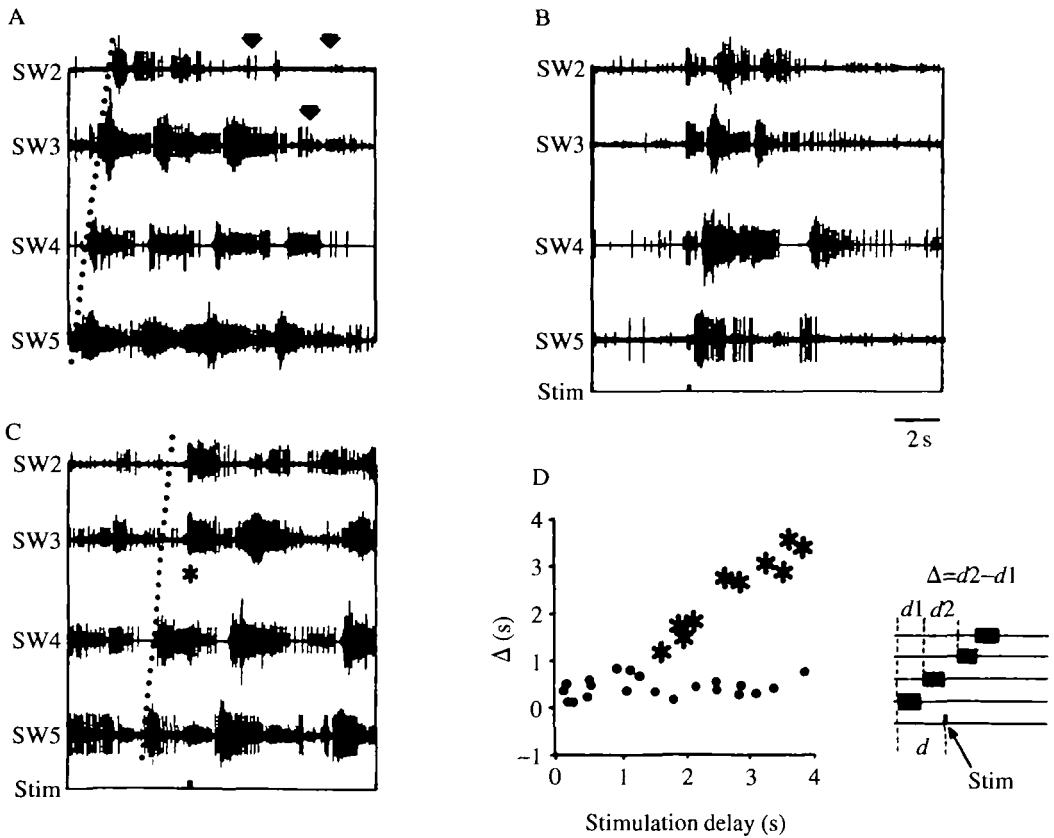 A
SW2
SW3
SW4
SW5
B
SW2
SW3
SW4
SW5
Stim
2 s
C
SW2
SW3
SW4
SW5
Stim
D
Δ (s)
4
3
2
1
0
−1
0 1 2 3 4
Stimulation delay (s)
Δ=d2−d1
d1 d2
d
Stim